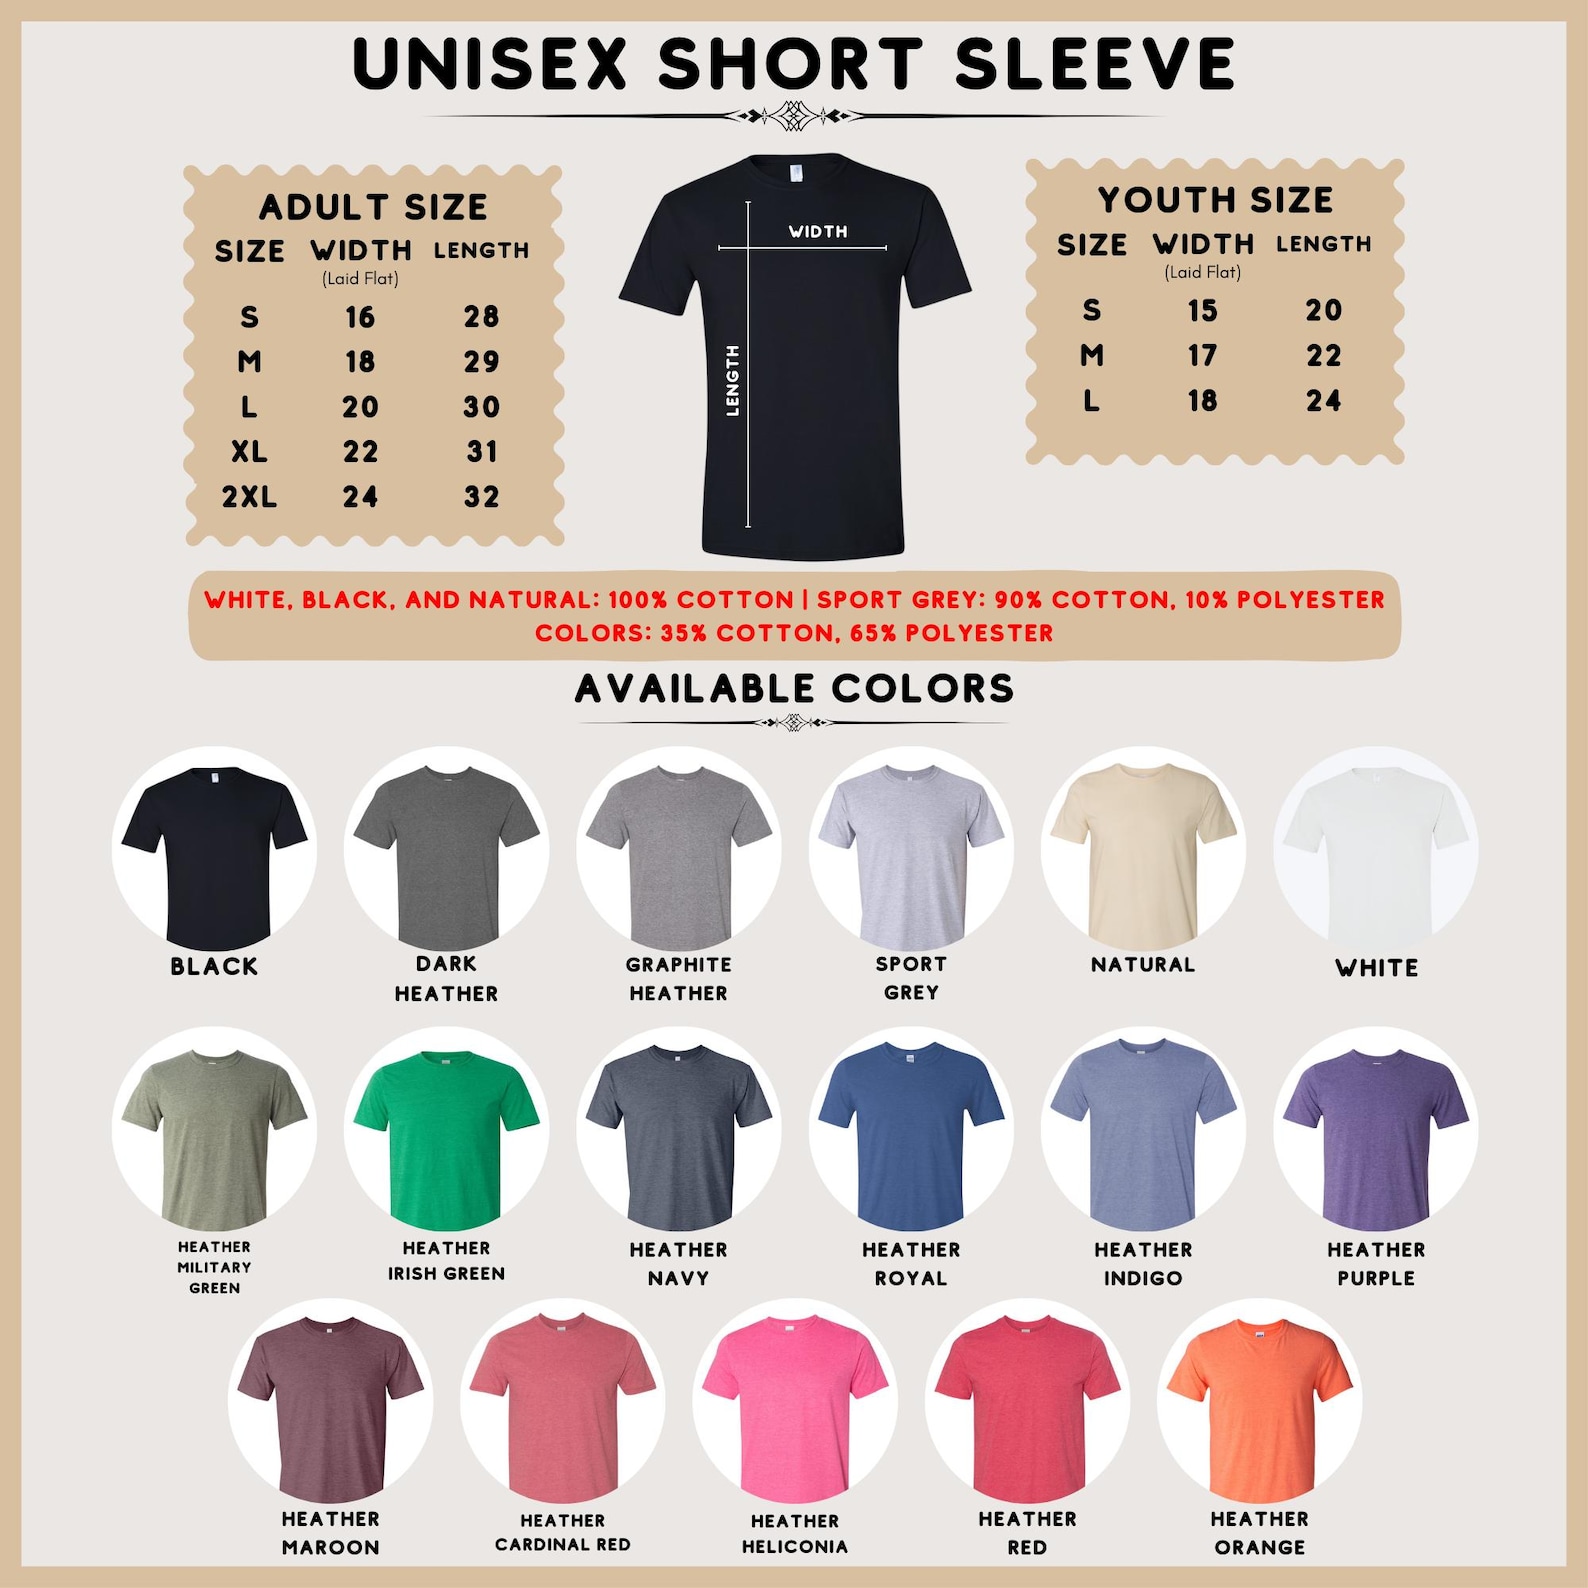 UNISEX SHORT SLEEVE
ADULT SIZE
SIZE WIDTH LENGTH
(Laid Flat)
S 16 28
M 18 29
L 20 30
XL 22 31
2XL 24 32
WIDTH
LENGTH
YOUTH SIZE
SIZE WIDTH LENGTH
(Laid Flat)
S 15 20
M 17 22
L 18 24
WHITE, BLACK, AND NATURAL: 100% COTTON | SPORT GREY: 90% COTTON, 10% POLYESTER
COLORS: 35% COTTON, 65% POLYESTER
AVAILABLE COLORS
BLACK
DARK
HEATHER
GRAPHITE
HEATHER
SPORT
GREY
NATURAL
WHITE
HEATHER
MILITARY
GREEN
HEATHER
IRISH GREEN
HEATHER
NAVY
HEATHER
ROYAL
HEATHER
INDIGO
HEATHER
PURPLE
HEATHER
MAROON
HEATHER
CARDINAL RED
HEATHER
HELICONIA
HEATHER
RED
HEATHER
ORANGE